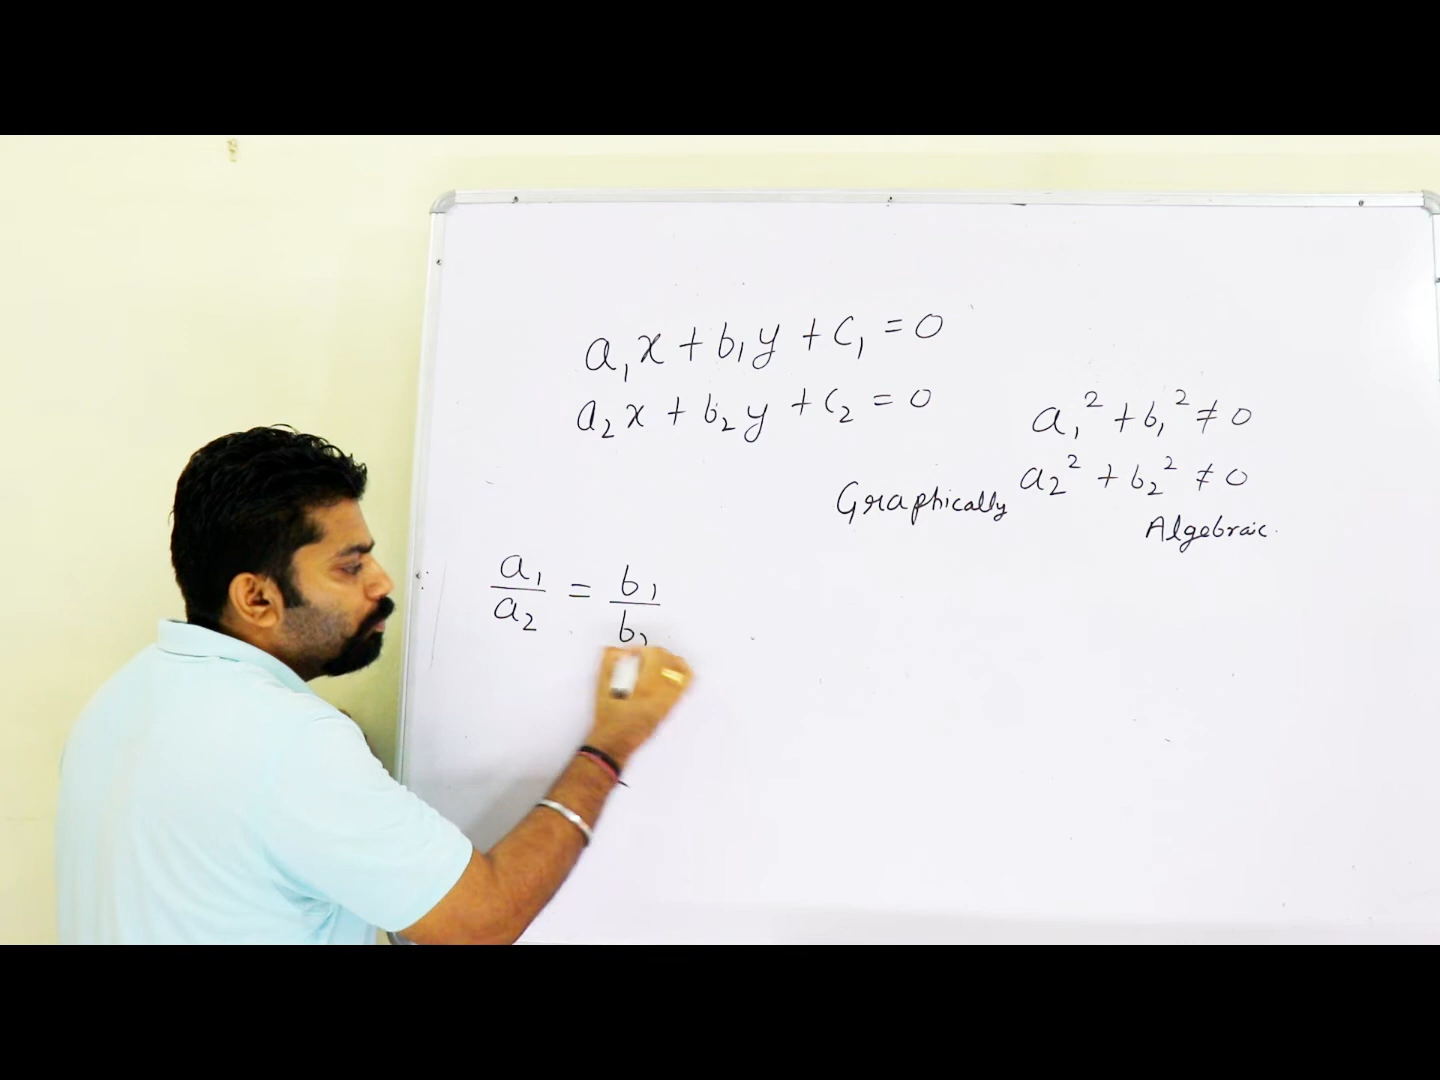 a₁x + b₁y + c₁ = 0
a₂x + b₂y + c₂ = 0
a₁² + b₁² ≠ 0
a₂² + b₂² ≠ 0
Graphically
Algebraic.
a₁/a₂ = b₁/b₂